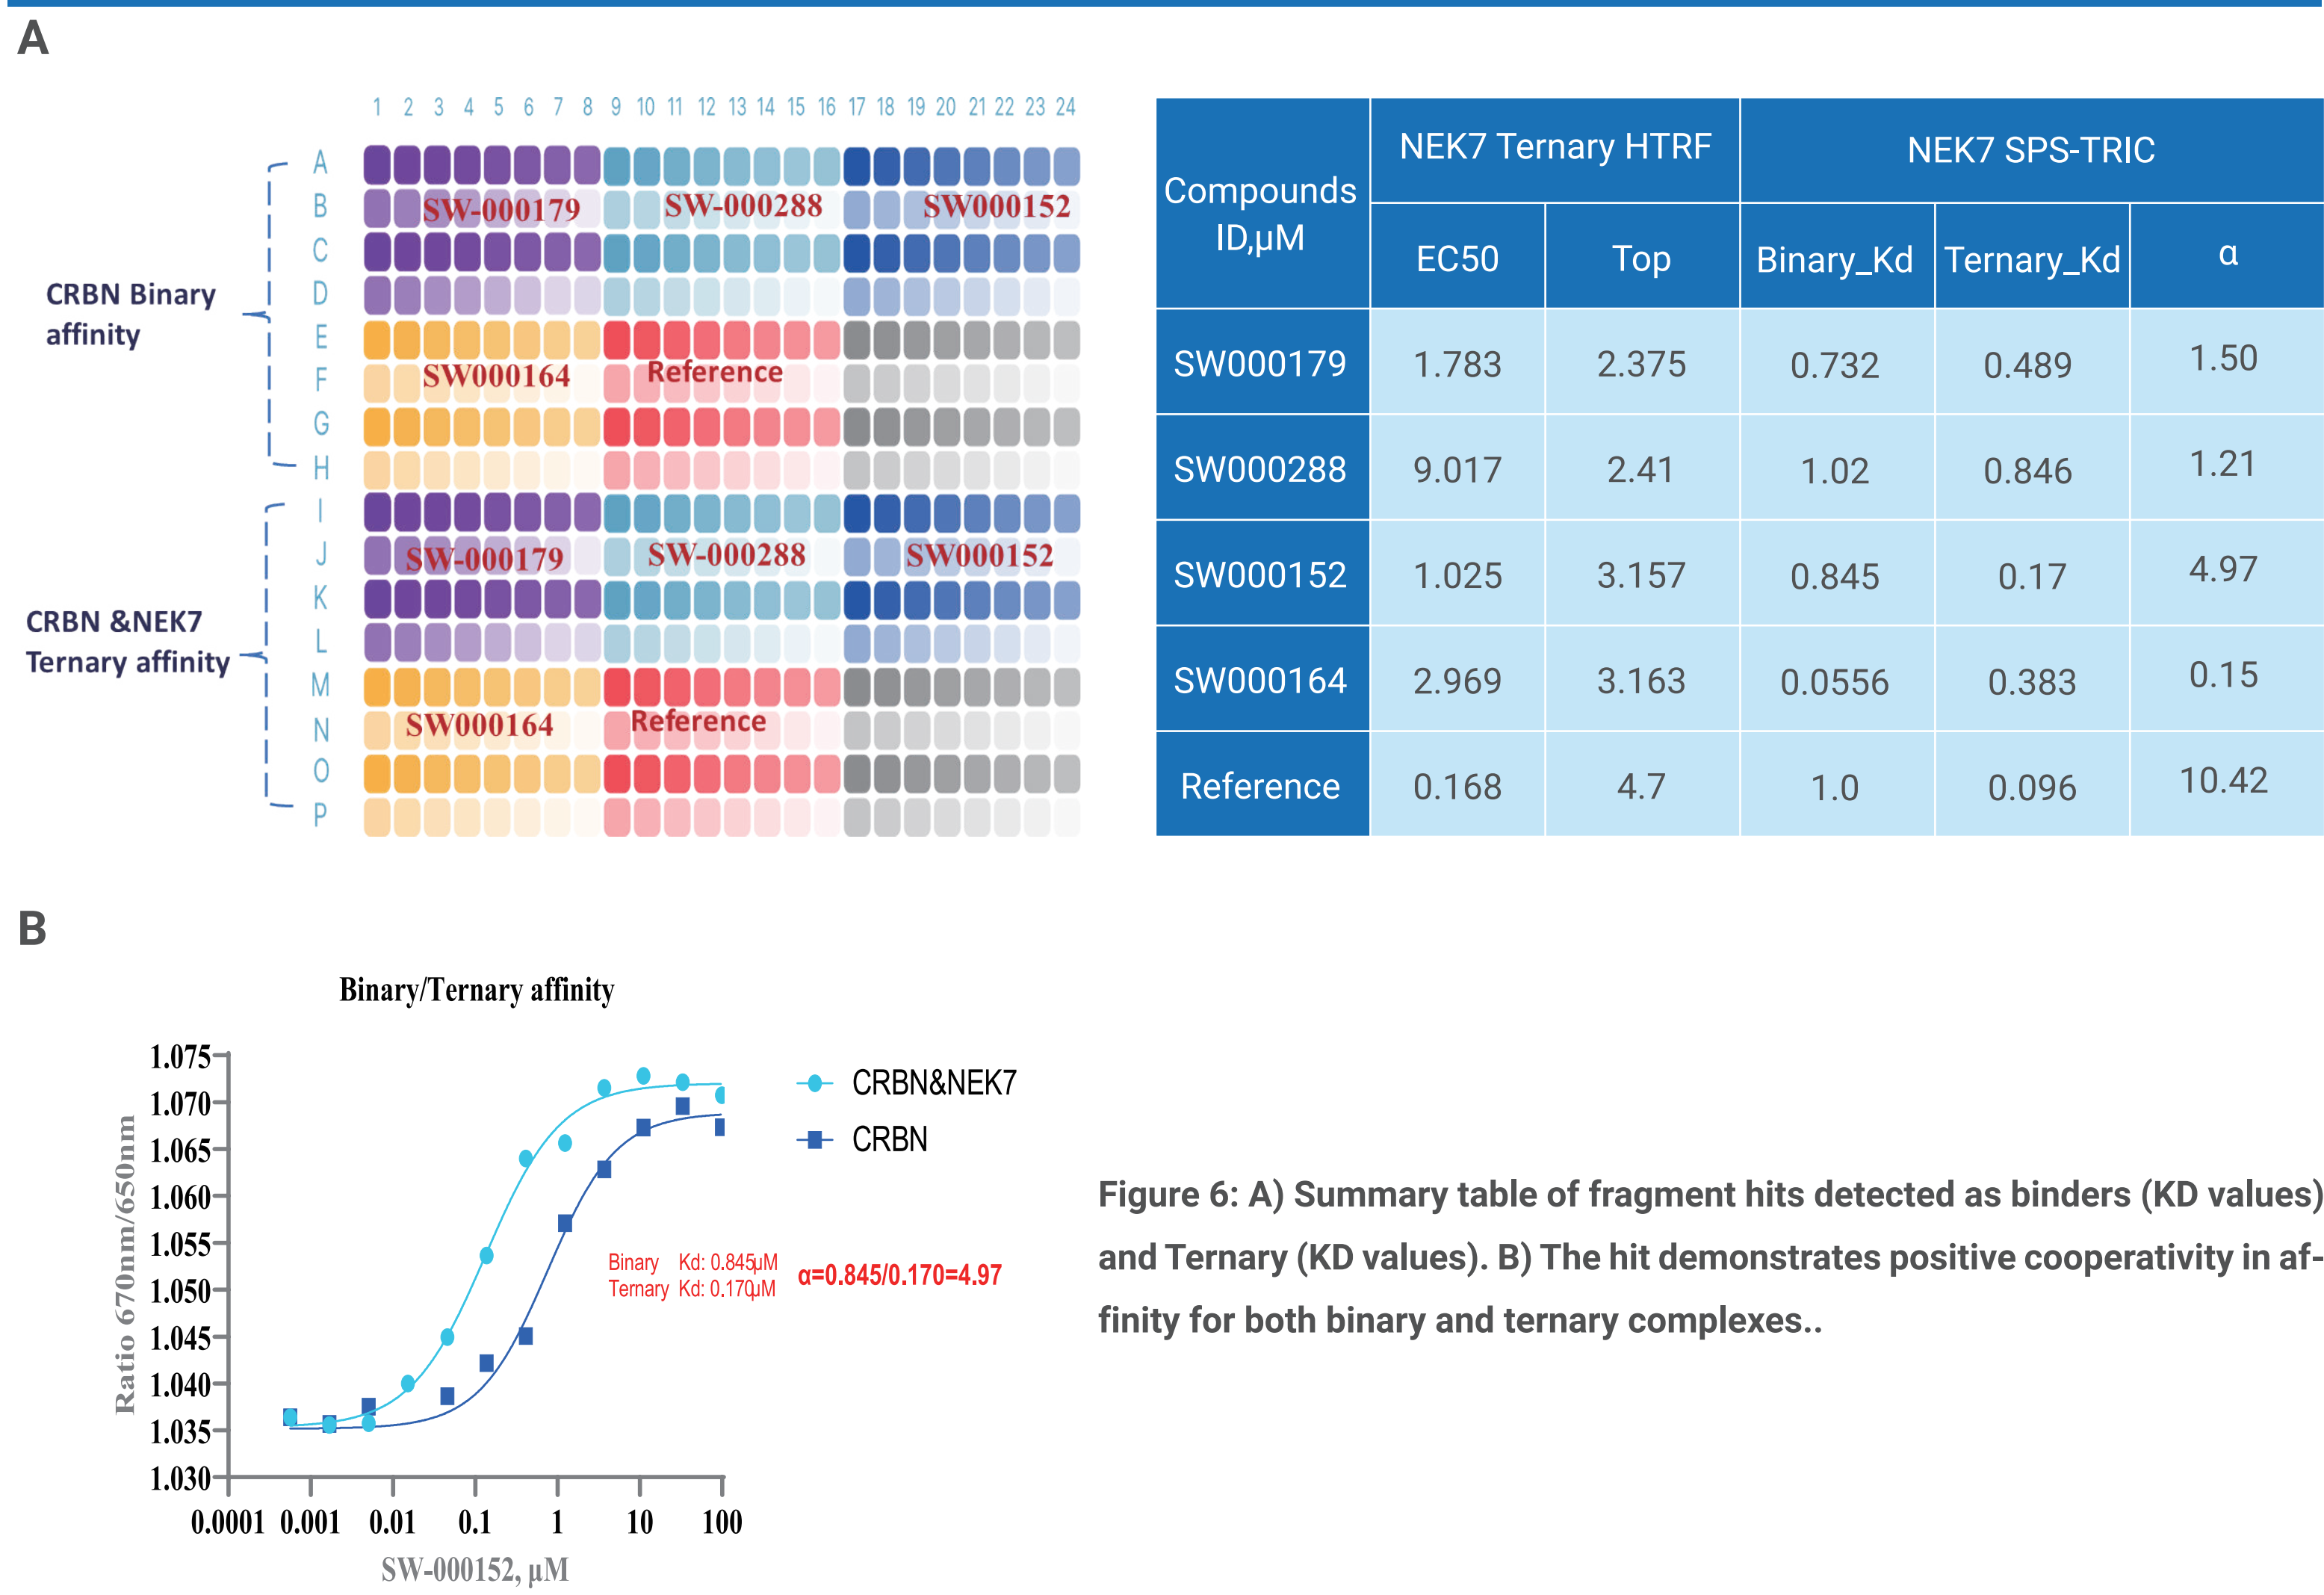 A
1 2 3 4 5 6 7 8 9 10 11 12 13 14 15 16 17 18 19 20 21 22 23 24
A
B SW-000179 SW-000288 SW000152
C
D
CRBN Binary
affinity
E
F SW000164 Reference
G
H
I
J SW-000179 SW-000288 SW000152
K
CRBN &NEK7
Ternary affinity
L
M
N SW000164 Reference
O
P
Compounds
ID,µM
NEK7 Ternary HTRF NEK7 SPS-TRIC
EC50 Top Binary_Kd Ternary_Kd α
SW000179 1.783 2.375 0.732 0.489 1.50
SW000288 9.017 2.41 1.02 0.846 1.21
SW000152 1.025 3.157 0.845 0.17 4.97
SW000164 2.969 3.163 0.0556 0.383 0.15
Reference 0.168 4.7 1.0 0.096 10.42
B
Binary/Ternary affinity
Ratio 670nm/650nm
1.075
1.070
1.065
1.060
1.055
1.050
1.045
1.040
1.035
1.030
0.0001 0.001 0.01 0.1 1 10 100
SW-000152, µM
CRBN&NEK7
CRBN
Binary Kd: 0.845µM
Ternary Kd: 0.170µM
α=0.845/0.170=4.97
Figure 6: A) Summary table of fragment hits detected as binders (KD values)
and Ternary (KD values). B) The hit demonstrates positive cooperativity in af-
finity for both binary and ternary complexes..